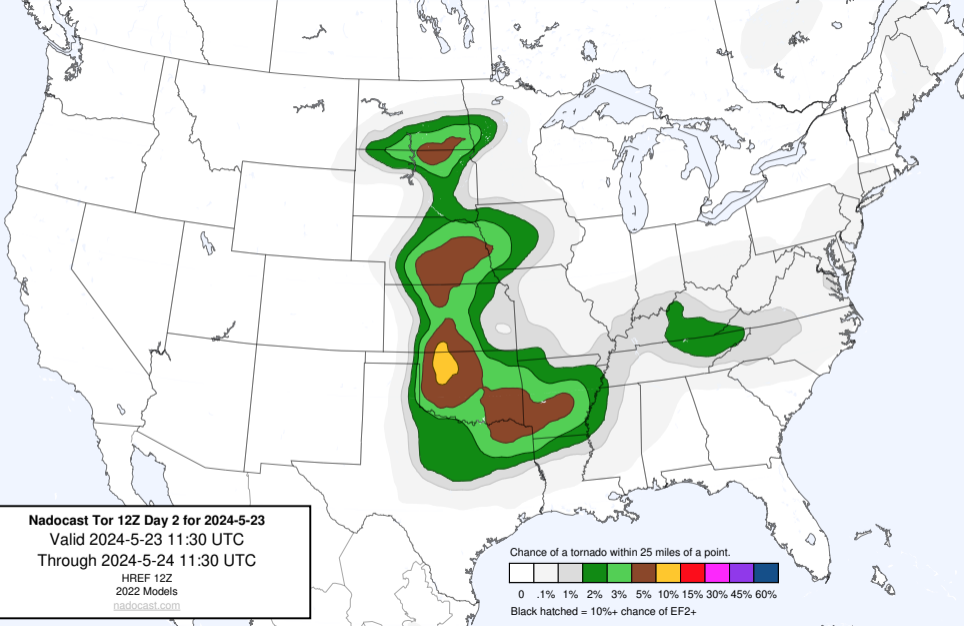 Nadocast Tor 12Z Day 2 for 2024-5-23
Valid 2024-5-23 11:30 UTC
Through 2024-5-24 11:30 UTC
HREF 12Z
2022 Models
nadocast.com
Chance of a tornado within 25 miles of a point.
0 .1% 1% 2% 3% 5% 10% 15% 30% 45% 60%
Black hatched = 10%+ chance of EF2+